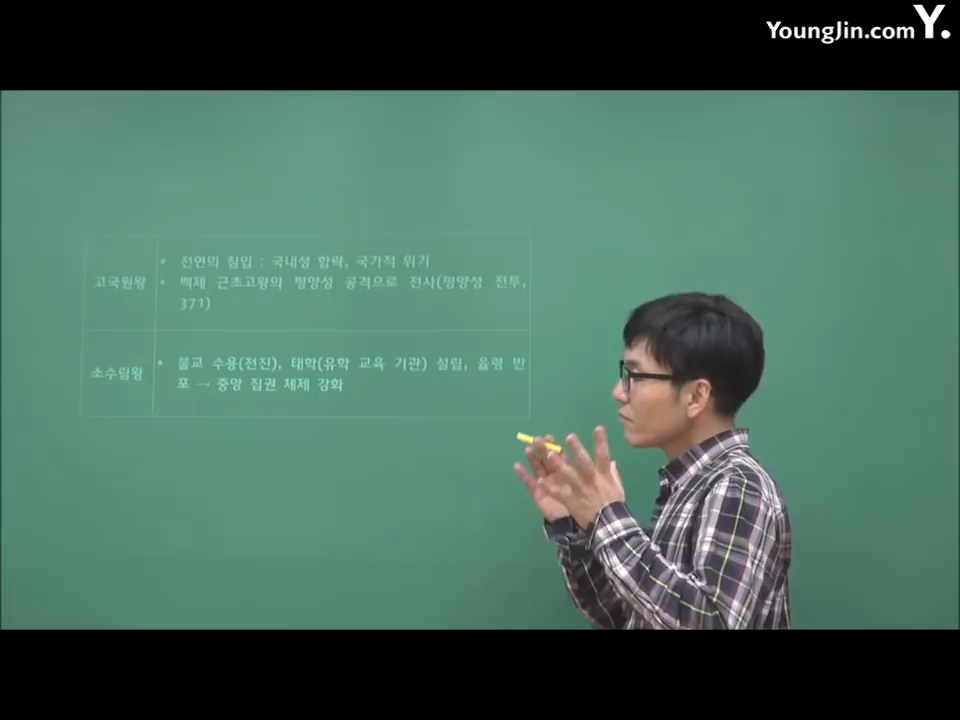 YoungJin.com Y.
고국원왕
• 전연의 침입 : 국내성 함락, 국가적 위기
• 백제 근초고왕의 평양성 공격으로 전사(평양성 전투,
371)
소수림왕
• 불교 수용(전진), 태학(유학 교육 기관) 설립, 율령 반
포 → 중앙 집권 체제 강화